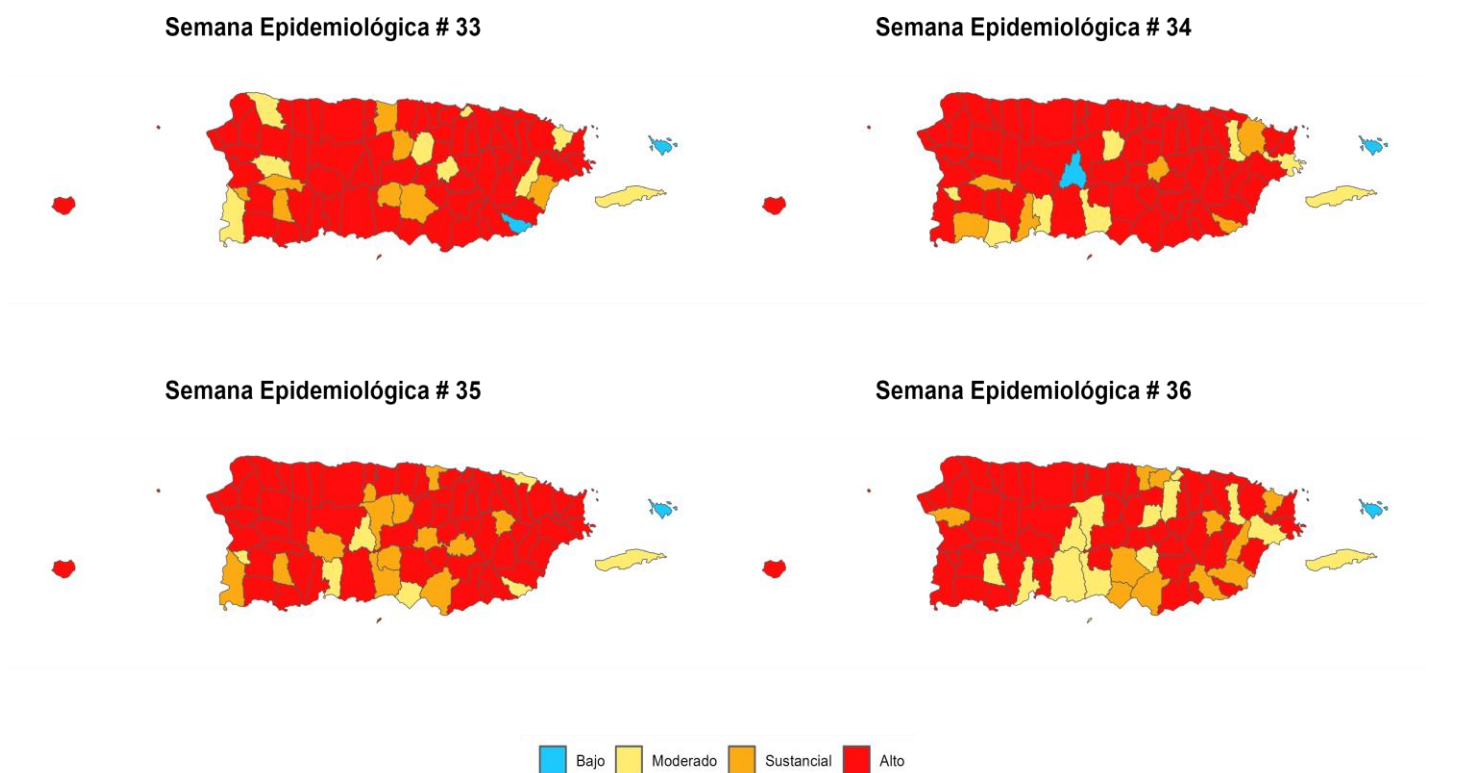 Semana Epidemiológica # 33
Semana Epidemiológica # 34
Semana Epidemiológica # 35
Semana Epidemiológica # 36
Bajo Moderado Sustancial Alto